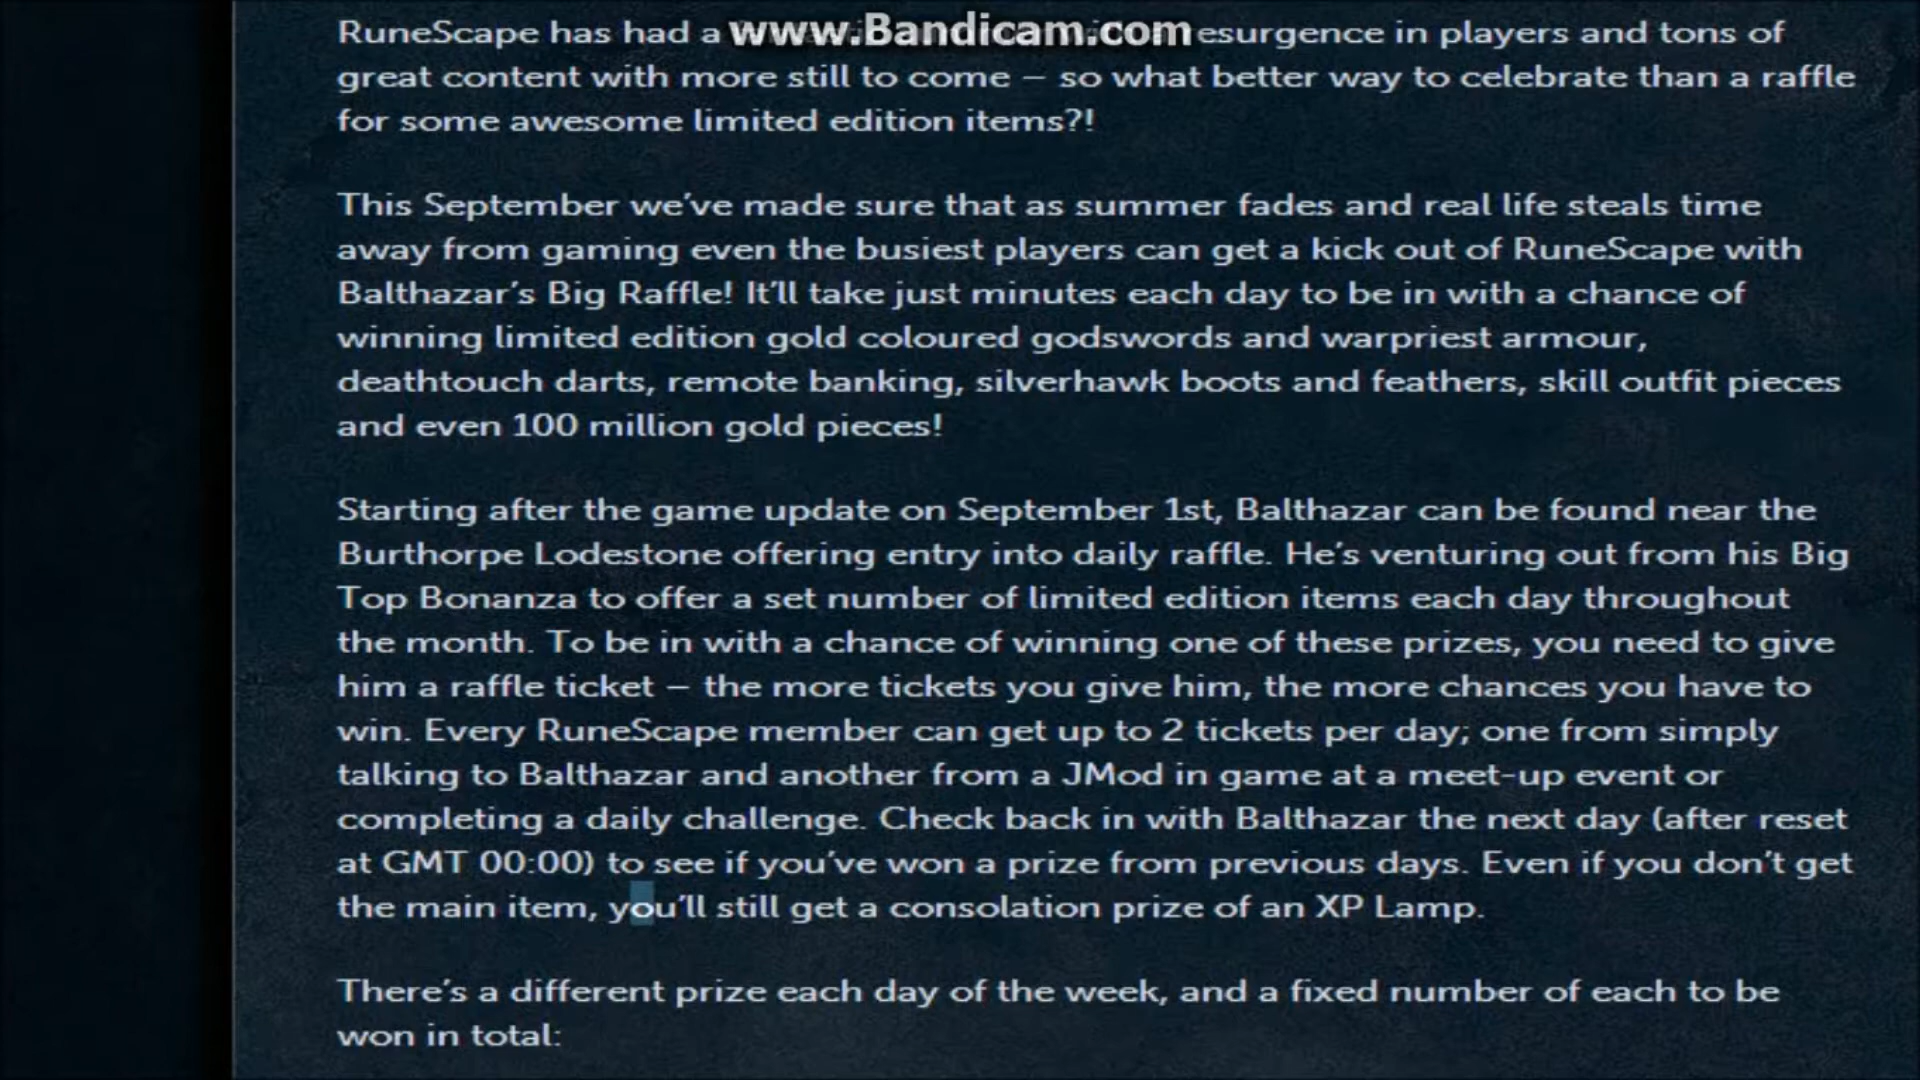 www.Bandicam.com
RuneScape has had a esurgence in players and tons of
great content with more still to come – so what better way to celebrate than a raffle
for some awesome limited edition items?!
This September we've made sure that as summer fades and real life steals time
away from gaming even the busiest players can get a kick out of RuneScape with
Balthazar's Big Raffle! It'll take just minutes each day to be in with a chance of
winning limited edition gold coloured godswords and warpriest armour,
deathtouch darts, remote banking, silverhawk boots and feathers, skill outfit pieces
and even 100 million gold pieces!
Starting after the game update on September 1st, Balthazar can be found near the
Burthorpe Lodestone offering entry into daily raffle. He's venturing out from his Big
Top Bonanza to offer a set number of limited edition items each day throughout
the month. To be in with a chance of winning one of these prizes, you need to give
him a raffle ticket – the more tickets you give him, the more chances you have to
win. Every RuneScape member can get up to 2 tickets per day; one from simply
talking to Balthazar and another from a JMod in game at a meet-up event or
completing a daily challenge. Check back in with Balthazar the next day (after reset
at GMT 00:00) to see if you've won a prize from previous days. Even if you don't get
the main item, you'll still get a consolation prize of an XP Lamp.
There's a different prize each day of the week, and a fixed number of each to be
won in total: